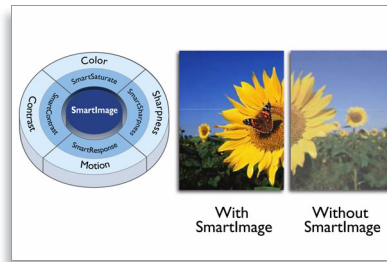 Color
SmartSaturate
Contrast
SmartContrast
SmartImage
SmartSharpness
Sharpness
SmartResponse
Motion
With
SmartImage
Without
SmartImage